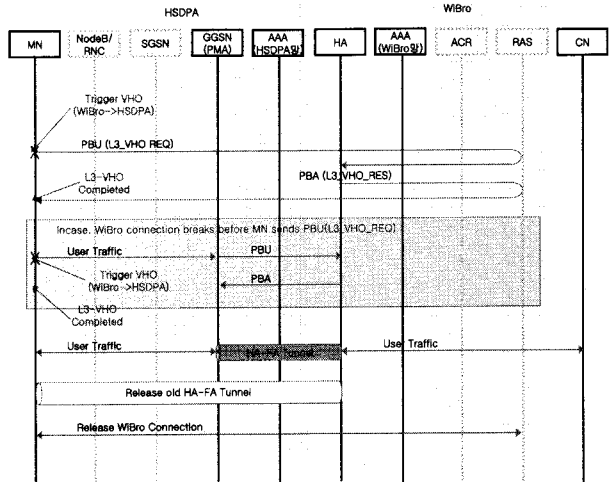 HSDPA
WiBro
MN
NodeB/
RNC
SGSN
GGSN
(PMA)
AAA
(HSDPA망)
HA
AAA
(WiBro망)
ACR
RAS
CN
Trigger VHO
(WiBro->HSDPA)
PBU (L3_VHO REQ)
PBA (L3_VHO_RES)
L3-VHO
Completed
Incase, WiBro connection breaks before MN sends PBU(L3_VHO_REQ)
User Traffic
PBU
Trigger VHO
(WiBro->HSDPA)
PBA
L3-VHO
Completed
User Traffic
HA-FA Tunnel
User Traffic
Release old HA-FA Tunnel
Release WiBro Connection